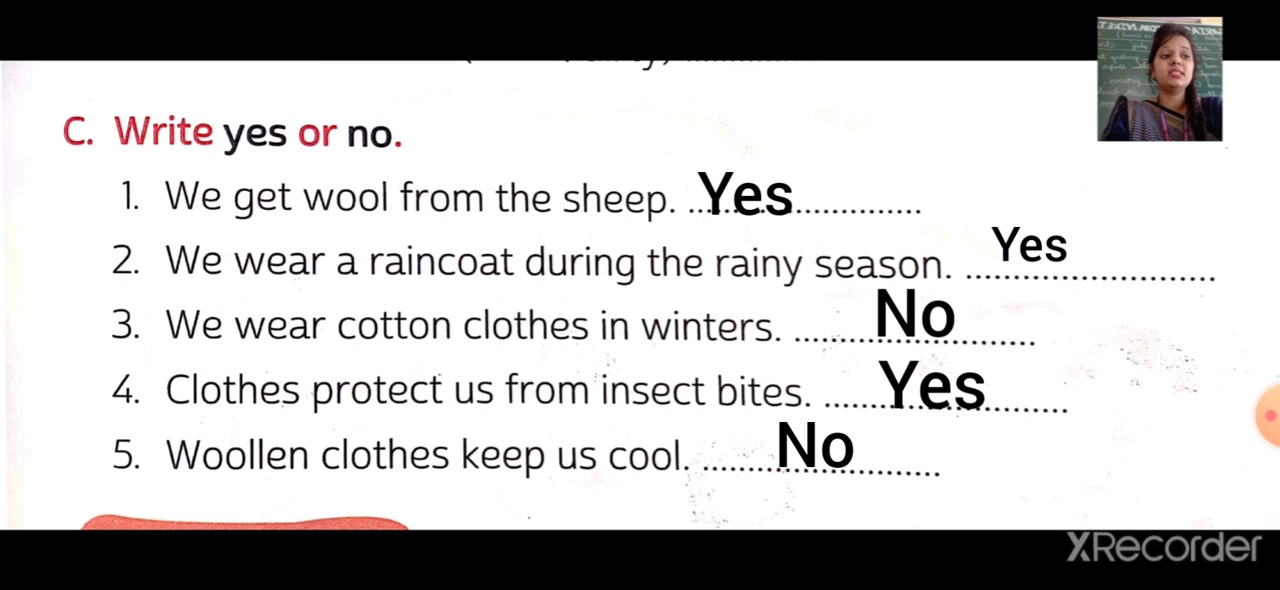 C. Write yes or no.
1. We get wool from the sheep. ........Yes....................
2. We wear a raincoat during the rainy season. ............Yes................
3. We wear cotton clothes in winters. ............No................
4. Clothes protect us from insect bites. ............Yes................
5. Woollen clothes keep us cool. ............No................
XRecorder